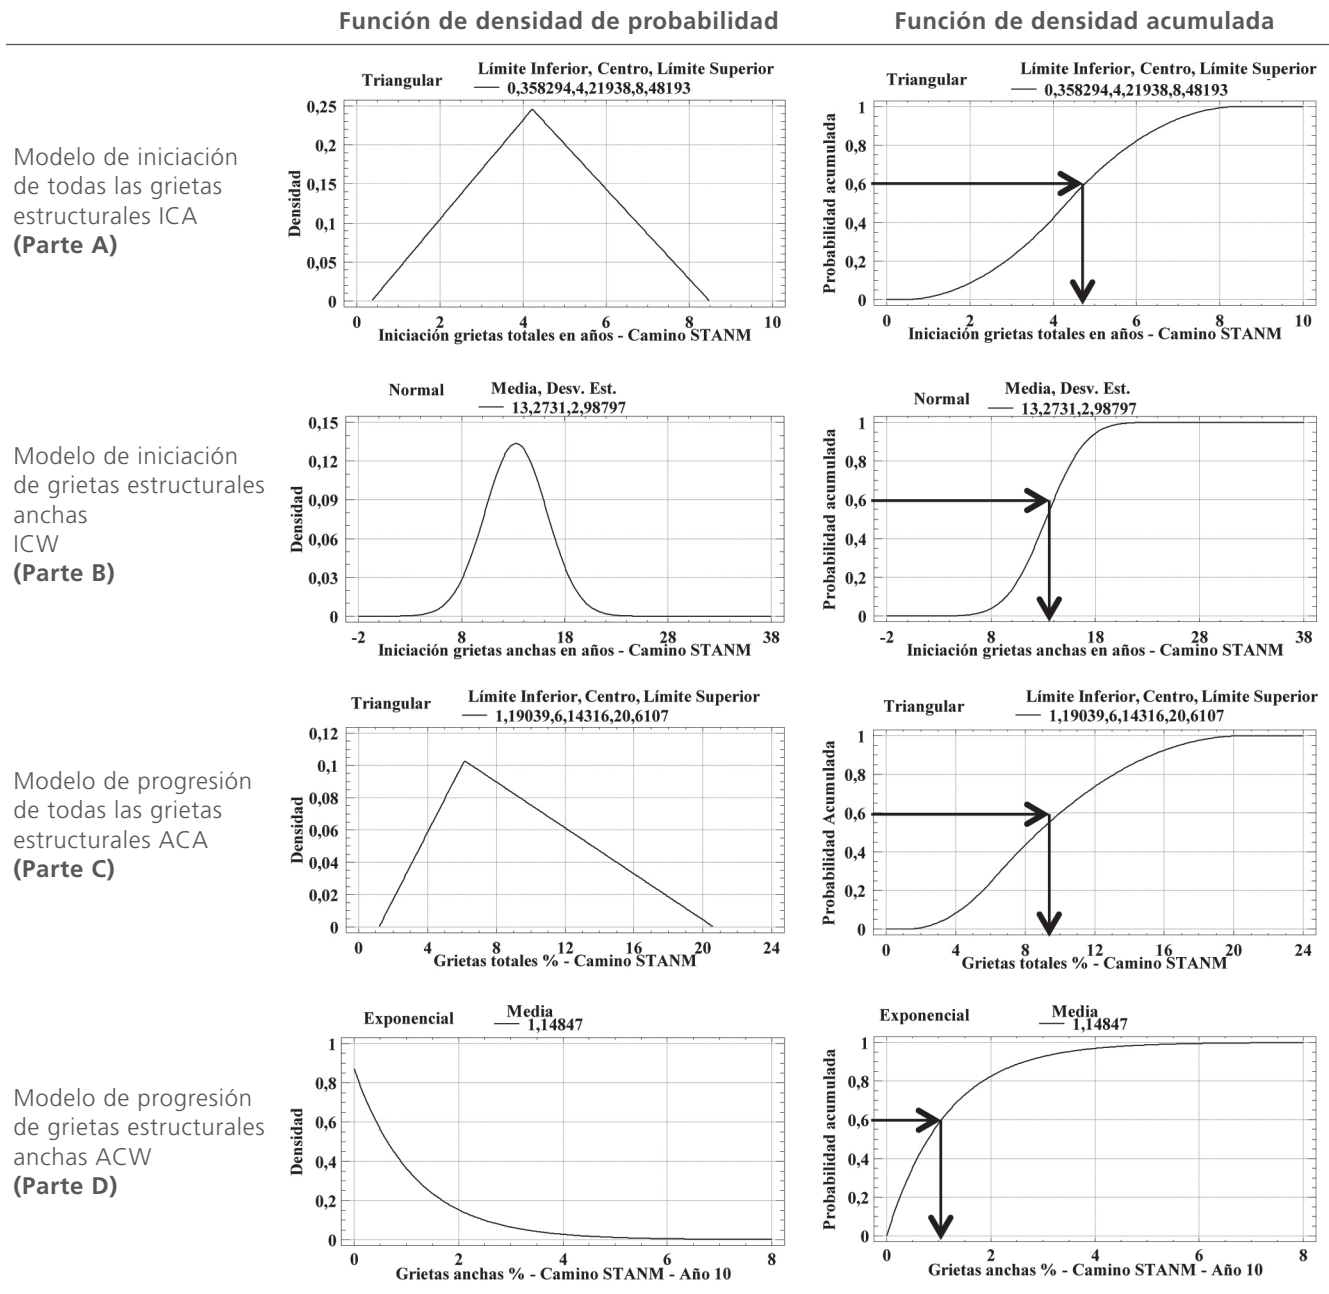 Función de densidad de probabilidad
Función de densidad acumulada
Modelo de iniciación
de todas las grietas
estructurales ICA
(Parte A)
Triangular
Límite Inferior, Centro, Límite Superior
0,358294,4,21938,8,48193
Densidad
0,25
0,2
0,15
0,1
0,05
0
0 2 4 6 8 10
Iniciación grietas totales en años - Camino STANM
Triangular
Límite Inferior, Centro, Límite Superior
0,358294,4,21938,8,48193
Probabilidad acumulada
1
0,8
0,6
0,4
0,2
0
0 2 4 6 8 10
Iniciación grietas totales en años - Camino STANM
Modelo de iniciación
de grietas estructurales
anchas
ICW
(Parte B)
Normal
Media, Desv. Est.
13,2731,2,98797
Densidad
0,15
0,12
0,09
0,06
0,03
0
-2 8 18 28 38
Iniciación grietas anchas en años - Camino STANM
Normal
Media, Desv. Est.
13,2731,2,98797
Probabilidad acumulada
1
0,8
0,6
0,4
0,2
0
-2 8 18 28 38
Iniciación grietas anchas en años - Camino STANM
Modelo de progresión
de todas las grietas
estructurales ACA
(Parte C)
Triangular
Límite Inferior, Centro, Límite Superior
1,19039,6,14316,20,6107
Densidad
0,12
0,1
0,08
0,06
0,04
0,02
0
0 4 8 12 16 20 24
Grietas totales % - Camino STANM
Triangular
Límite Inferior, Centro, Límite Superior
1,19039,6,14316,20,6107
Probabilidad Acumulada
1
0,8
0,6
0,4
0,2
0
0 4 8 12 16 20 24
Grietas totales % - Camino STANM
Modelo de progresión
de grietas estructurales
anchas ACW
(Parte D)
Exponencial
Media
1,14847
Densidad
1
0,8
0,6
0,4
0,2
0
0 2 4 6 8
Grietas anchas % - Camino STANM - Año 10
Exponencial
Media
1,14847
Probabilidad acumulada
1
0,8
0,6
0,4
0,2
0
0 2 4 6 8
Grietas anchas % - Camino STANM - Año 10